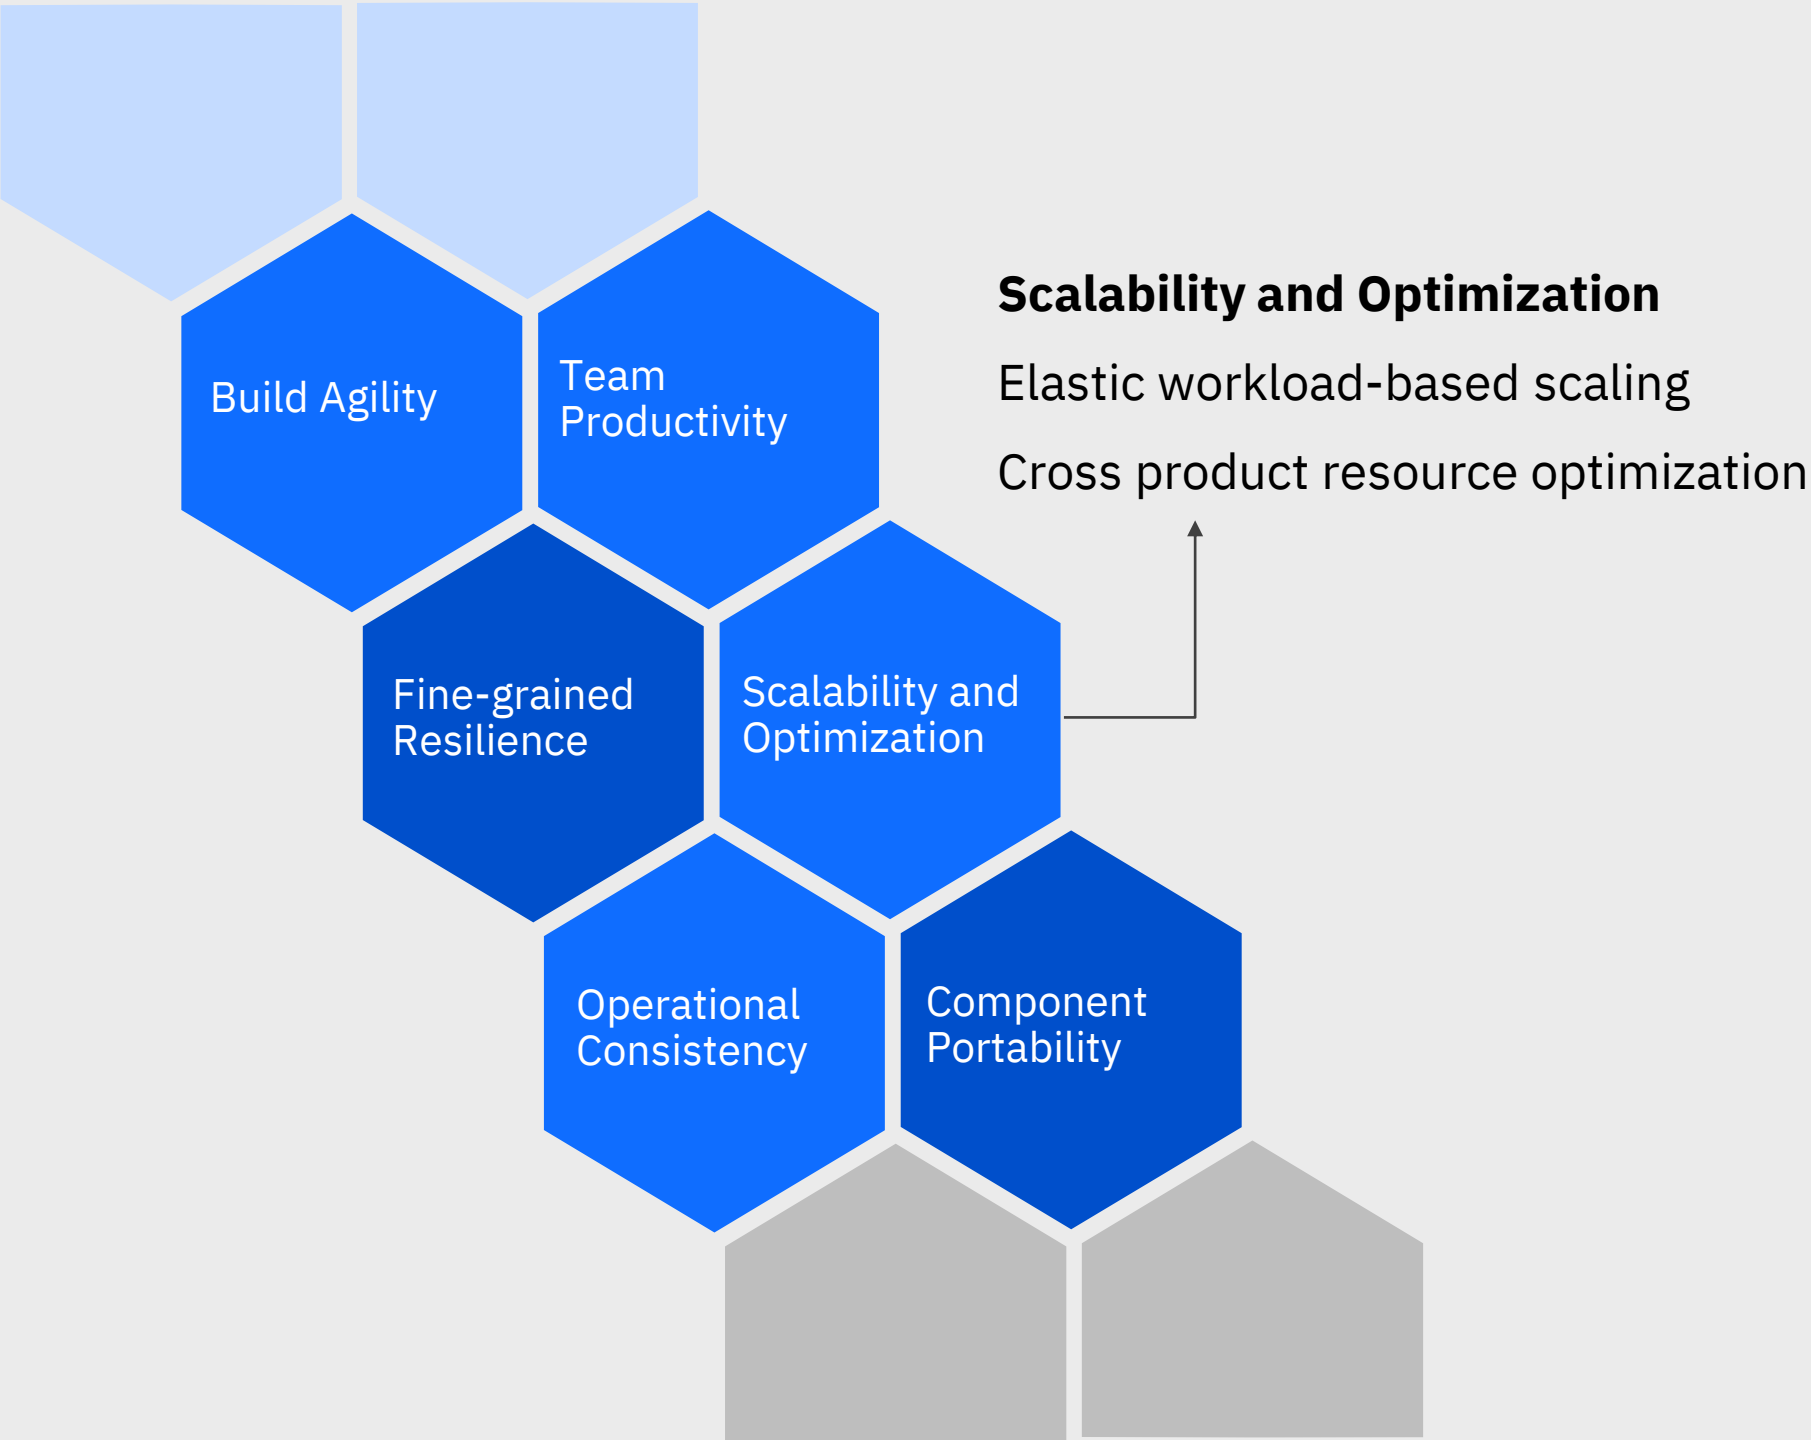 Build Agility
Team
Productivity
Scalability and Optimization
Elastic workload-based scaling
Cross product resource optimization
Fine-grained
Resilience
Scalability and
Optimization
Operational
Consistency
Component
Portability